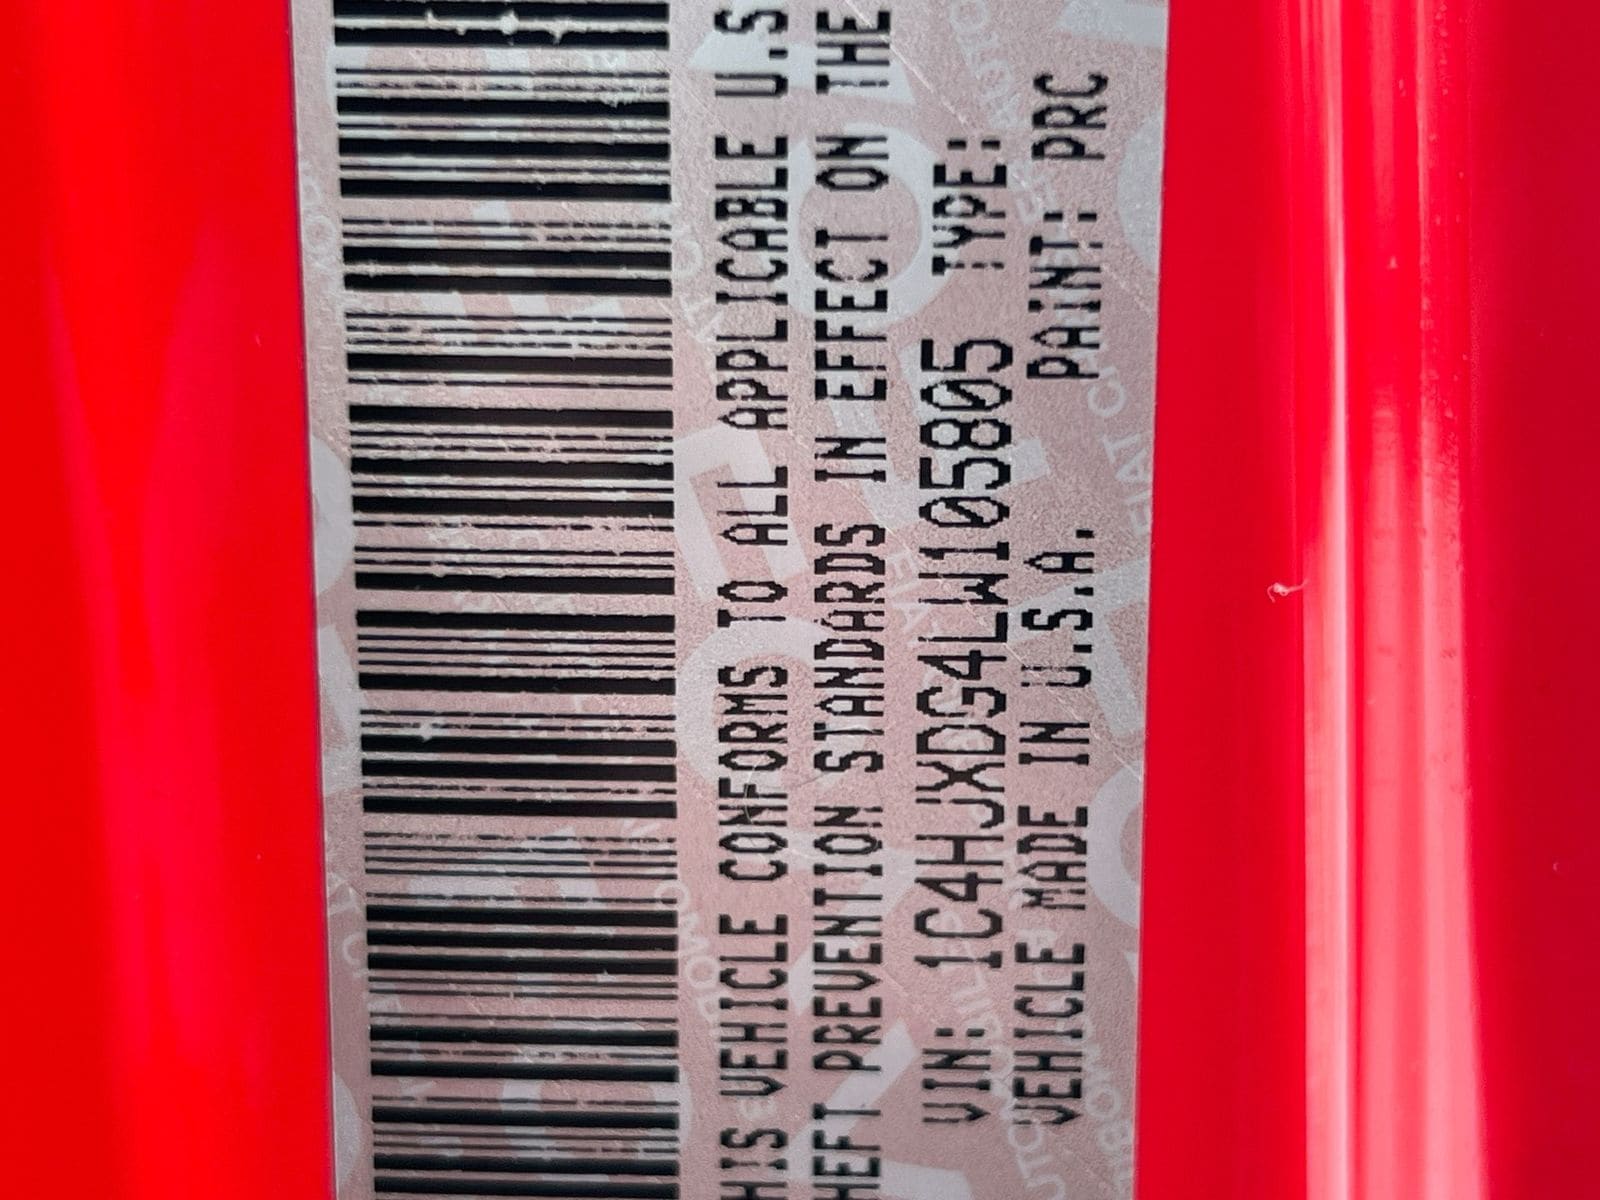 HIS VEHICLE CONFORMS TO ALL APPLICABLE U.S
HEFT PREVENTION STANDARDS IN EFFECT ON THE
VIN: 1C4HJXDG4LW105805 TYPE:
VEHICLE MADE IN U.S.A. PAINT: PRC